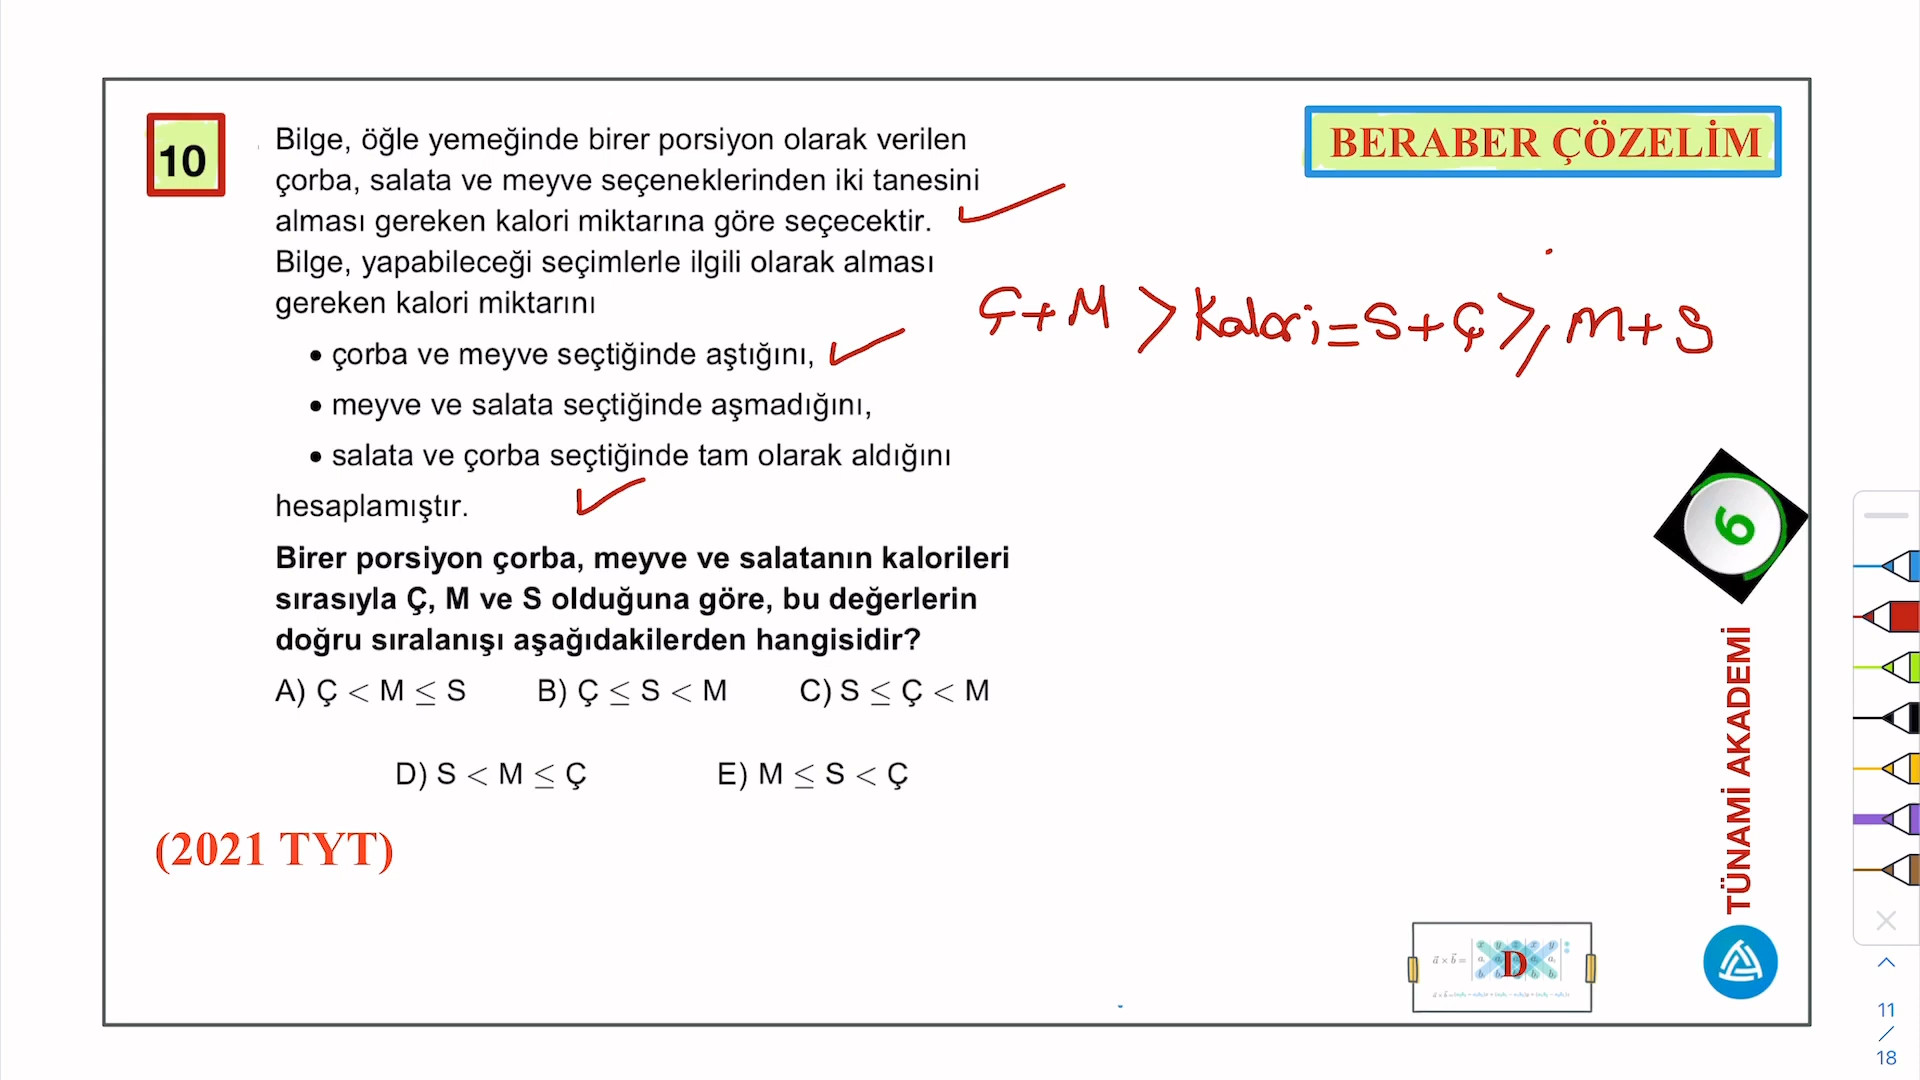 10
Bilge, öğle yemeğinde birer porsiyon olarak verilen
çorba, salata ve meyve seçeneklerinden iki tanesini
alması gereken kalori miktarına göre seçecektir.
Bilge, yapabileceği seçimlerle ilgili olarak alması
gereken kalori miktarını
• çorba ve meyve seçtiğinde aştığını,
• meyve ve salata seçtiğinde aşmadığını,
• salata ve çorba seçtiğinde tam olarak aldığını
hesaplamıştır.
Birer porsiyon çorba, meyve ve salatanın kalorileri
sırasıyla Ç, M ve S olduğuna göre, bu değerlerin
doğru sıralanışı aşağıdakilerden hangisidir?
A) Ç < M ≤ S B) Ç ≤ S < M C) S ≤ Ç < M
D) S < M ≤ Ç E) M ≤ S < Ç
(2021 TYT)
BERABER ÇÖZELİM
Ç+M > Kalori = S+Ç ≥ M+S
6
TÜNAMİ AKADEMİ
D
11
/
18